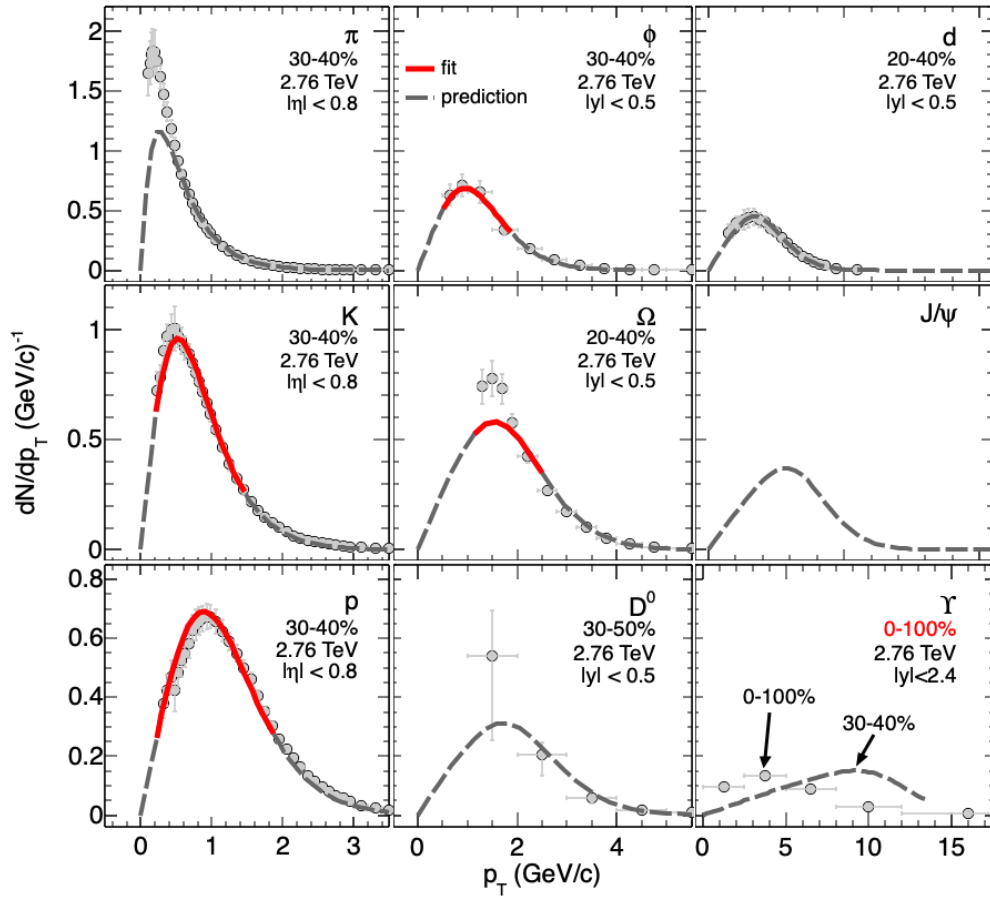 π
30-40%
2.76 TeV
|η| < 0.8
2
1.5
1
0.5
0
ϕ
30-40%
2.76 TeV
|y| < 0.5
fit
prediction
d
20-40%
2.76 TeV
|y| < 0.5
K
30-40%
2.76 TeV
|η| < 0.8
1
0.5
0
Ω
20-40%
2.76 TeV
|y| < 0.5
J/ψ
dN/dp_T (GeV/c)⁻¹
p
30-40%
2.76 TeV
|η| < 0.8
0.8
0.6
0.4
0.2
0
D⁰
30-50%
2.76 TeV
|y| < 0.5
ϒ
0-100%
2.76 TeV
|y|<2.4
0-100%
30-40%
0 1 2 3
0 2 4
0 5 10 15
p_T (GeV/c)